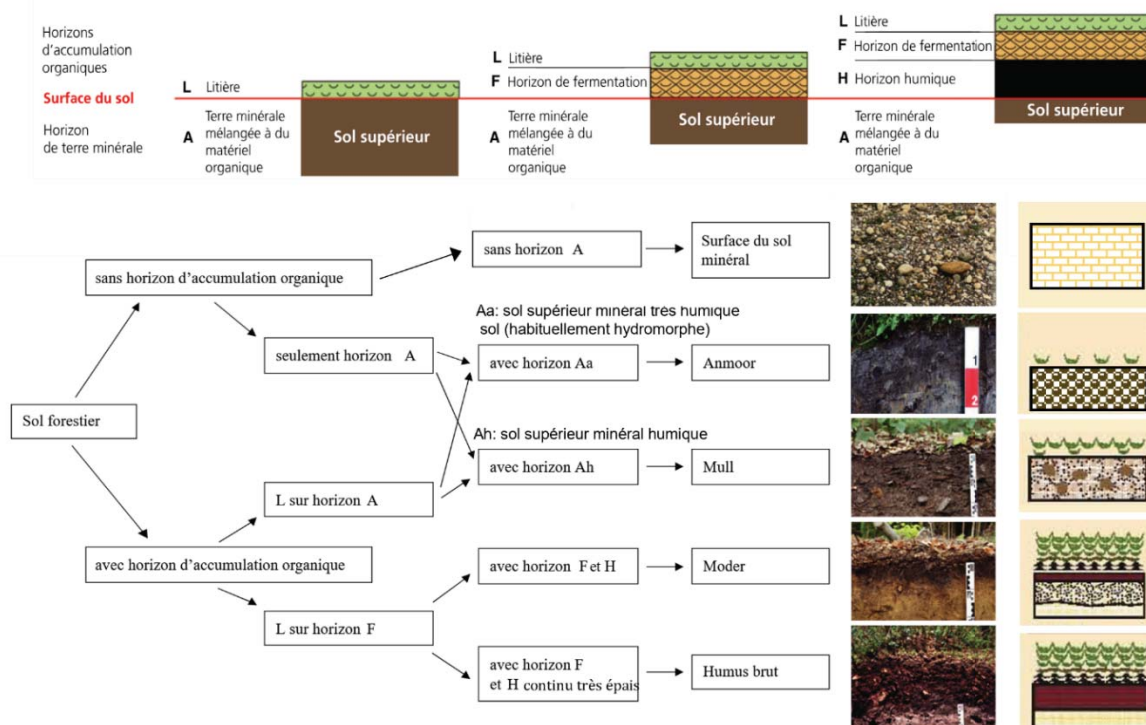 Horizons
d'accumulation
organiques
Surface du sol
Horizon
de terre minérale
L Litière
A Terre minérale
mélangée à du
matériel
organique
Sol supérieur
L Litière
F Horizon de fermentation
A Terre minérale
mélangée à du
matériel
organique
Sol supérieur
L Litière
F Horizon de fermentation
H Horizon humique
A Terre minérale
mélangée à du
matériel
organique
Sol supérieur
sans horizon A
Surface du sol
minéral
sans horizon d'accumulation organique
Aa: sol supérieur minéral très humique
sol (habituellement hydromorphe)
seulement horizon A
avec horizon Aa
Anmoor
1
2
Sol forestier
Ah: sol supérieur minéral humique
avec horizon Ah
Mull
L sur horizon A
avec horizon d'accumulation organique
avec horizon F et H
Moder
L sur horizon F
avec horizon F
et H continu très épais
Humus brut